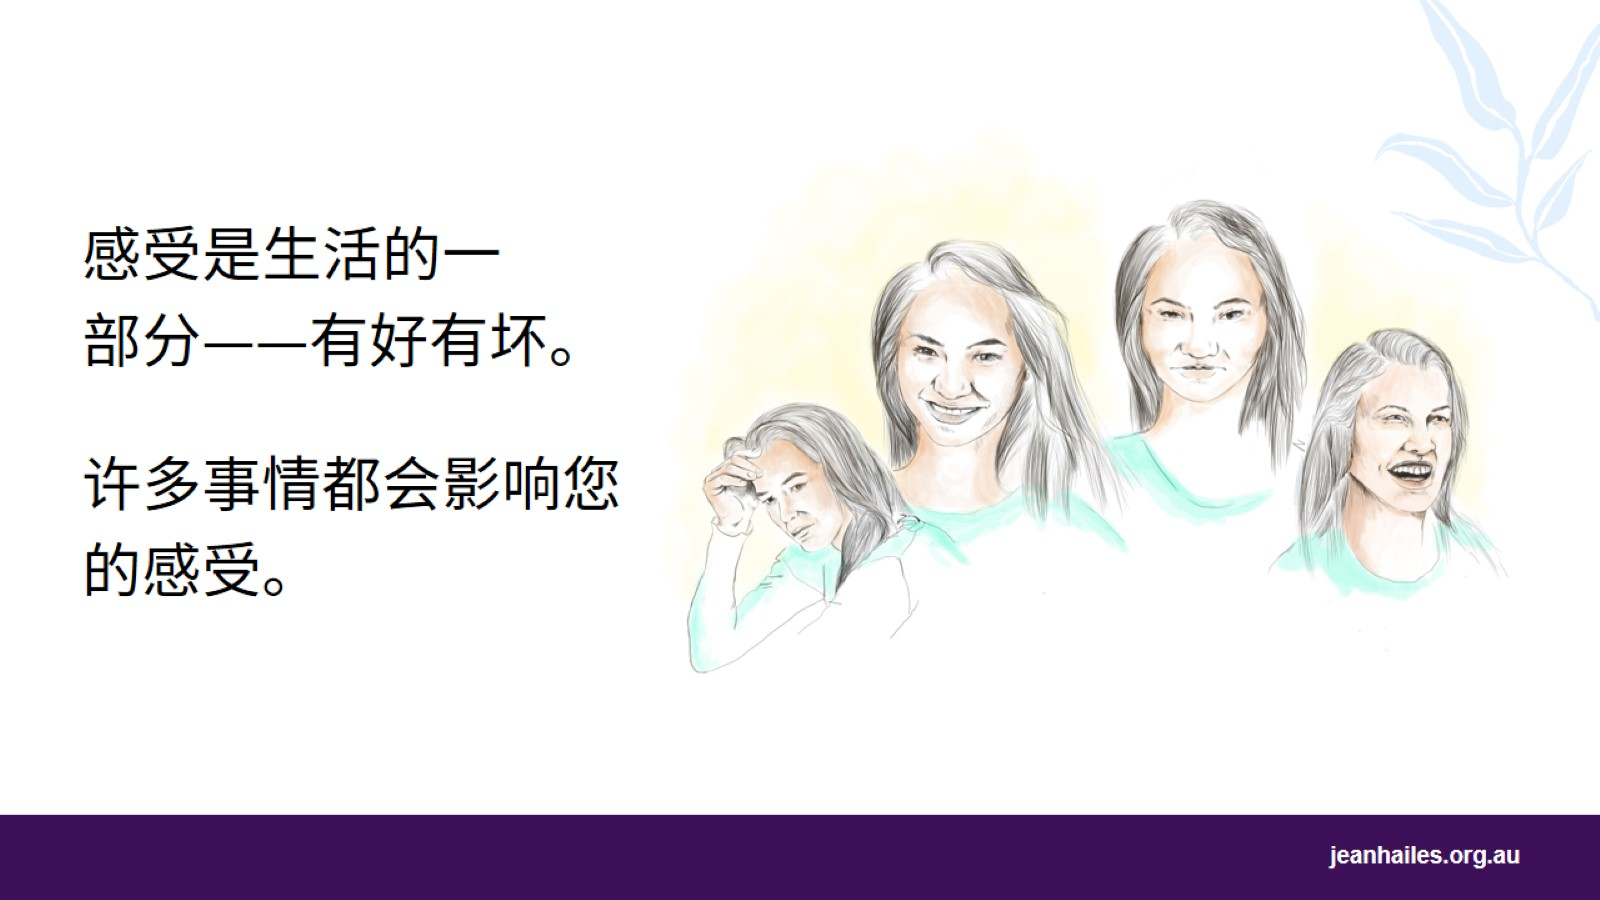 感受是生活的一
部分——有好有坏。
许多事情都会影响您
的感受。
jeanhailes.org.au